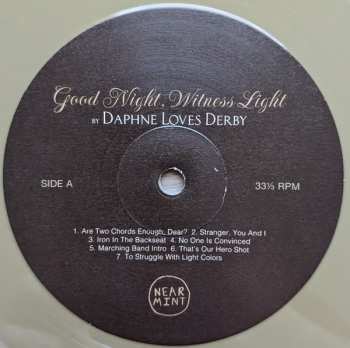 Good Night, Witness Light
BY DAPHNE LOVES DERBY
SIDE A
33⅓ RPM
1. Are Two Chords Enough, Dear? 2. Stranger, You And I
3. Iron In The Backseat 4. No One Is Convinced
5. Marching Band Intro 6. That's Our Hero Shot
7. To Struggle With Light Colors
NEAR
MINT